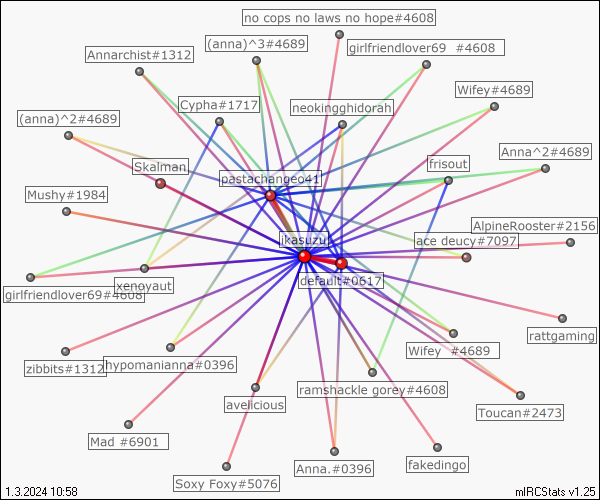 no cops no laws no hope#4608
(anna)^3#4689
girlfriendlover69 #4608
Annarchist#1312
Wifey#4689
Cypha#1717
neokingghidorah
(anna)^2#4689
Anna^2#4689
Skalman
frisout
pastachangeo41
Mushy#1984
AlpineRooster#2156
ikasuzu
ace deucy#7097
default#0617
xenoyaut
girlfriendlover69#4608
rattgaming
Wifey #4689
zibbits#1312
hypomanianna#0396
ramshackle gorey#4608
avelicious
Toucan#2473
Mad #6901
Anna.#0396
fakedingo
Soxy Foxy#5076
1.3.2024 10:58
mIRCStats v1.25